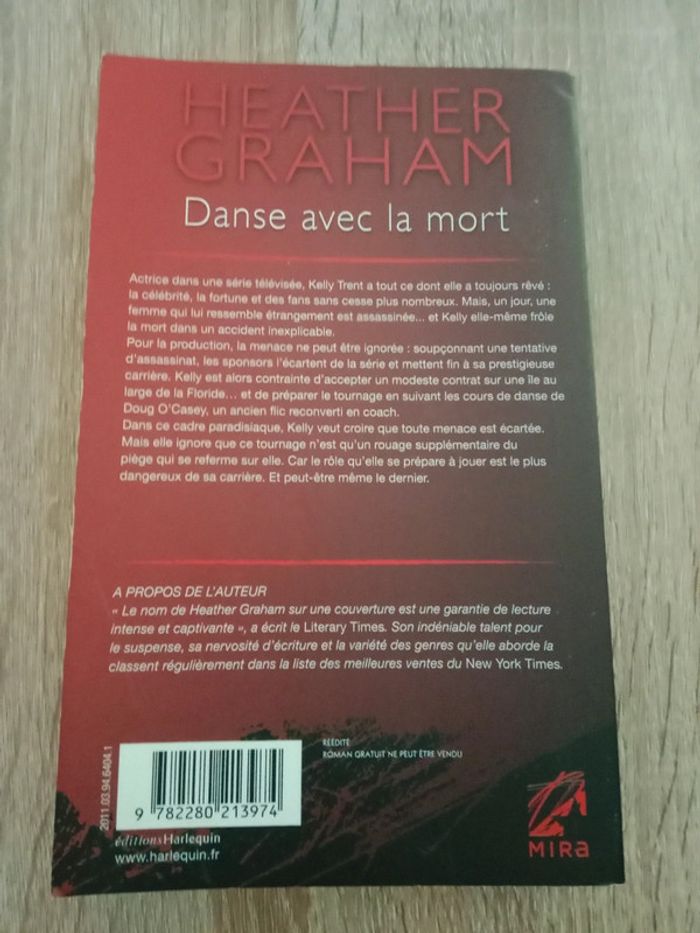 HEATHER
GRAHAM
Danse avec la mort
Actrice dans une série télévisée, Kelly Trent a tout ce dont elle a toujours rêvé :
la célébrité, la fortune et des fans sans cesse plus nombreux. Mais, un jour, une
femme qui lui ressemble étrangement est assassinée... et Kelly elle-même frôle
la mort dans un accident inexplicable.
Pour la production, la menace ne peut être ignorée : soupçonnant une tentative
d'assassinat, les sponsors l'écartent de la série et mettent fin à sa prestigieuse
carrière. Kelly est alors contrainte d'accepter un modeste contrat sur une île au
large de la Floride... et de préparer le tournage en suivant les cours de danse de
Doug O'Casey, un ancien flic reconverti en coach.
Dans ce cadre paradisiaque, Kelly veut croire que toute menace est écartée.
Mais elle ignore que ce tournage n'est qu'un rouage supplémentaire du
piège qui se referme sur elle. Car le rôle qu'elle se prépare à jouer est le plus
dangereux de sa carrière. Et peut-être même le dernier.
A PROPOS DE L'AUTEUR
« Le nom de Heather Graham sur une couverture est une garantie de lecture
intense et captivante », a écrit le Literary Times. Son indéniable talent pour
le suspense, sa nervosité d'écriture et la variété des genres qu'elle aborde la
classent régulièrement dans la liste des meilleures ventes du New York Times.
2011.03.94.6404.1
RÉÉDITÉ
ROMAN GRATUIT NE PEUT ÊTRE VENDU
9 782280 213974
éditions Harlequin
www.harlequin.fr
MIRA